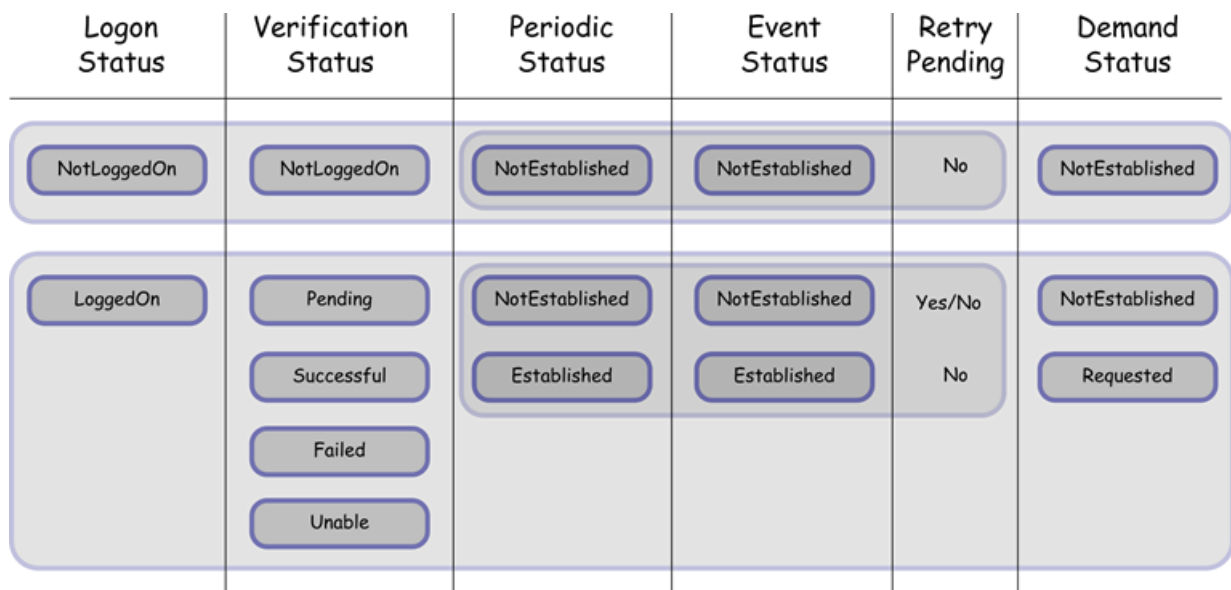 Logon Status
Verification Status
Periodic Status
Event Status
Retry Pending
Demand Status
NotLoggedOn
NotLoggedOn
NotEstablished
NotEstablished
No
NotEstablished
LoggedOn
Pending
NotEstablished
NotEstablished
Yes/No
NotEstablished
Successful
Established
Established
No
Requested
Failed
Unable